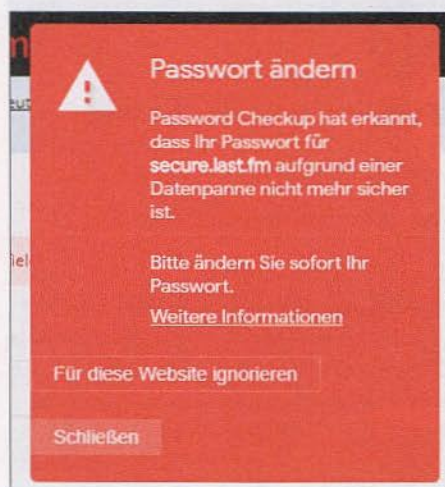 Passwort ändern
Password Checkup hat erkannt,
dass Ihr Passwort für
secure.last.fm aufgrund einer
Datenpanne nicht mehr sicher
ist.
Bitte ändern Sie sofort Ihr
Passwort.
Weitere Informationen
Für diese Website ignorieren
Schließen